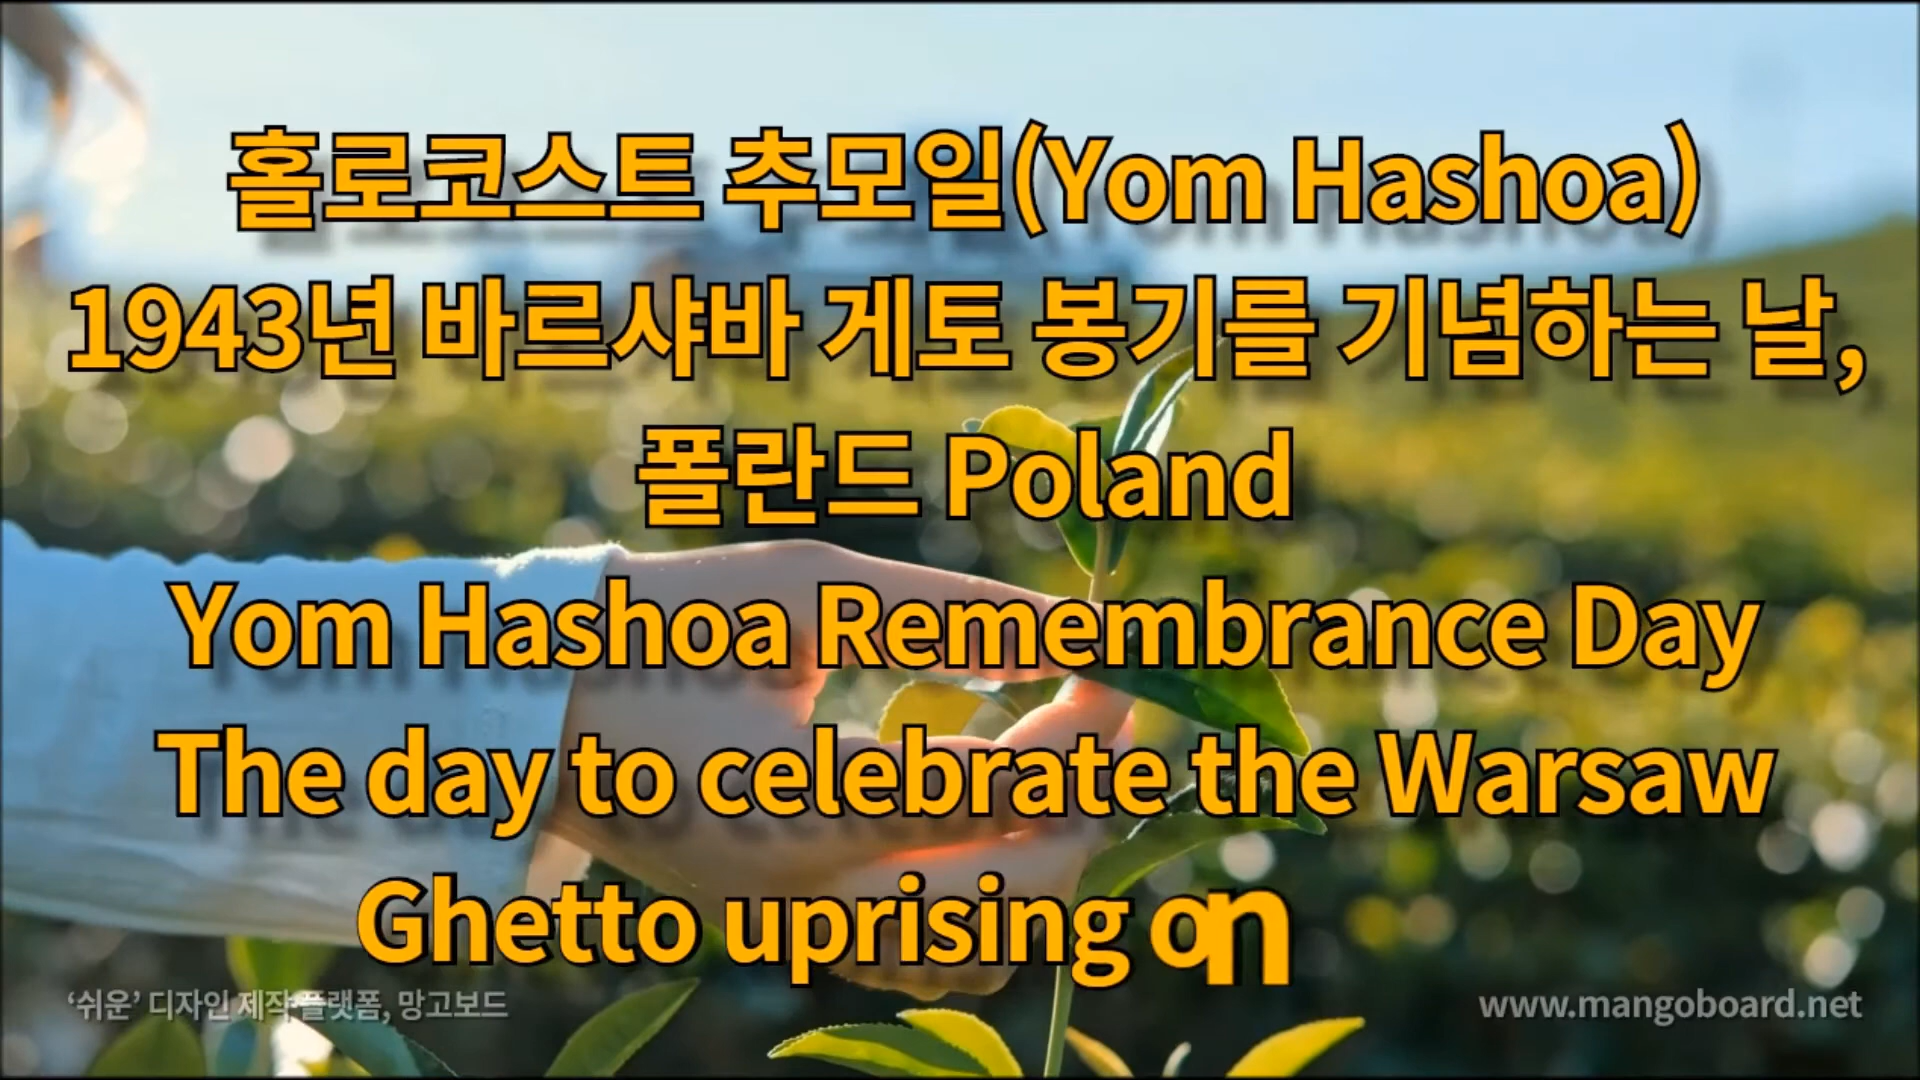 홀로코스트 추모일(Yom Hashoa)
1943년 바르샤바 게토 봉기를 기념하는 날,
폴란드 Poland
Yom Hashoa Remembrance Day
The day to celebrate the Warsaw
Ghetto uprising on
‘쉬운’ 디자인 제작 플랫폼, 망고보드
www.mangoboard.net